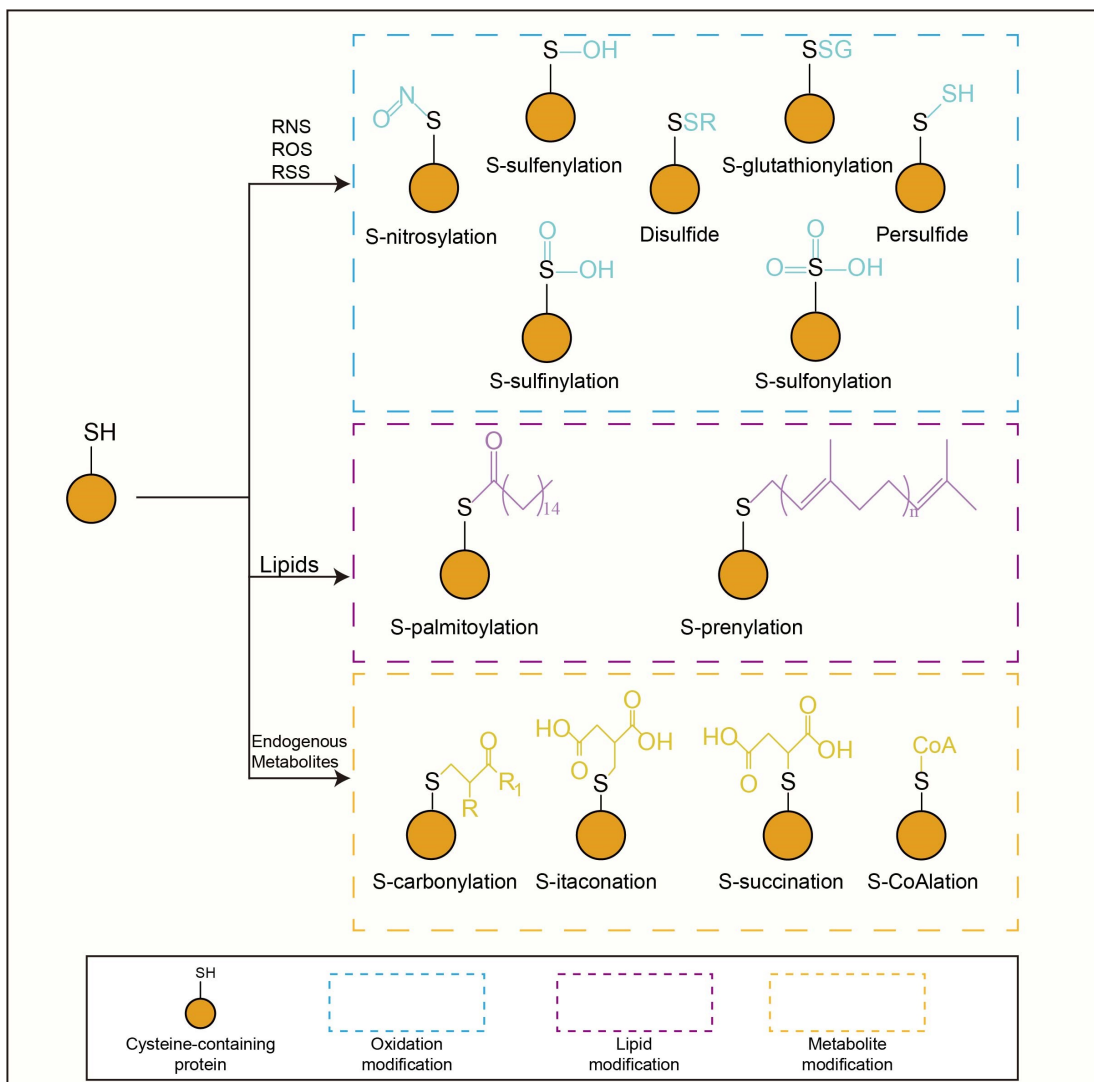 S—OH
SSG
O=N
S
SH
S
SSR
RNS
ROS
RSS
S-sulfenylation
S-glutathionylation
S-nitrosylation
Disulfide
Persulfide
O
S—OH
O
O=S—OH
S-sulfinylation
S-sulfonylation
SH
O
S
14
S
n
Lipids
S-palmitoylation
S-prenylation
Endogenous
Metabolites
O
S
R
R1
HO
O
O
OH
S
HO
O
O
OH
S
CoA
S
S-carbonylation
S-itaconation
S-succination
S-CoAlation
SH
Cysteine-containing
protein
Oxidation
modification
Lipid
modification
Metabolite
modification